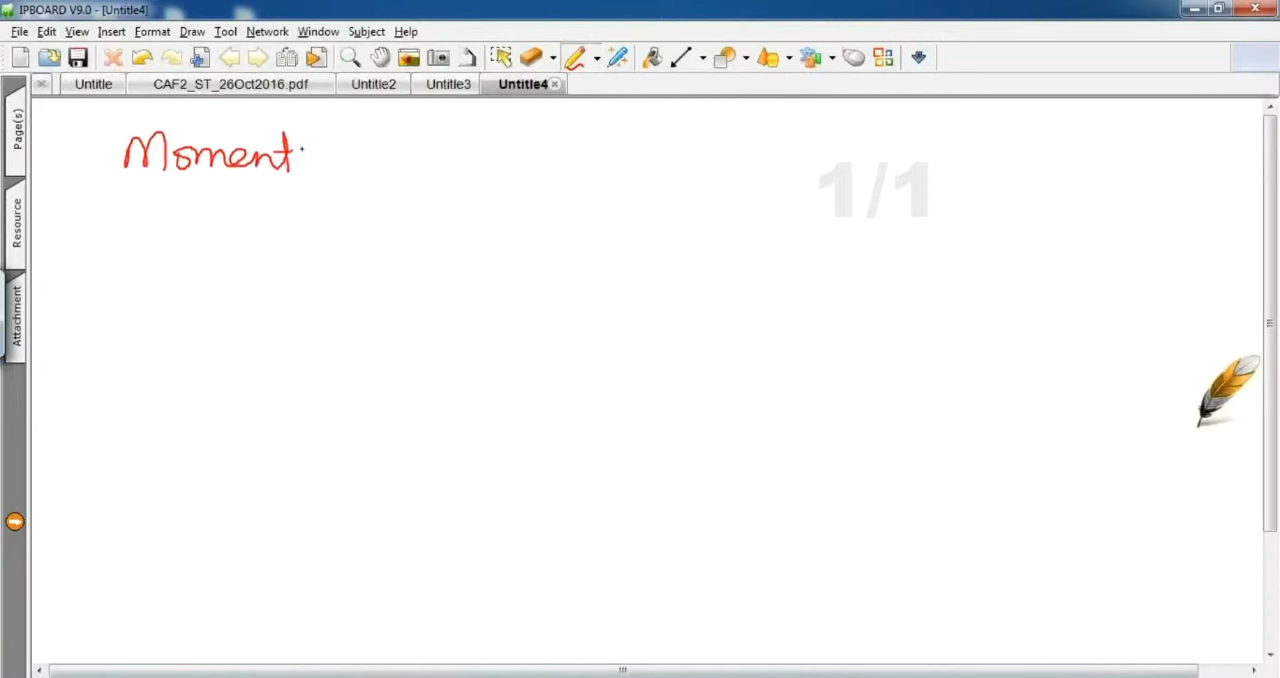 IPBOARD V9.0 - [Untitle4]
File Edit View Insert Format Draw Tool Network Window Subject Help
Untitle CAF2_ST_26Oct2016.pdf Untitle2 Untitle3 Untitle4
Page(s)
Resource
Attachment
Moment
1/1